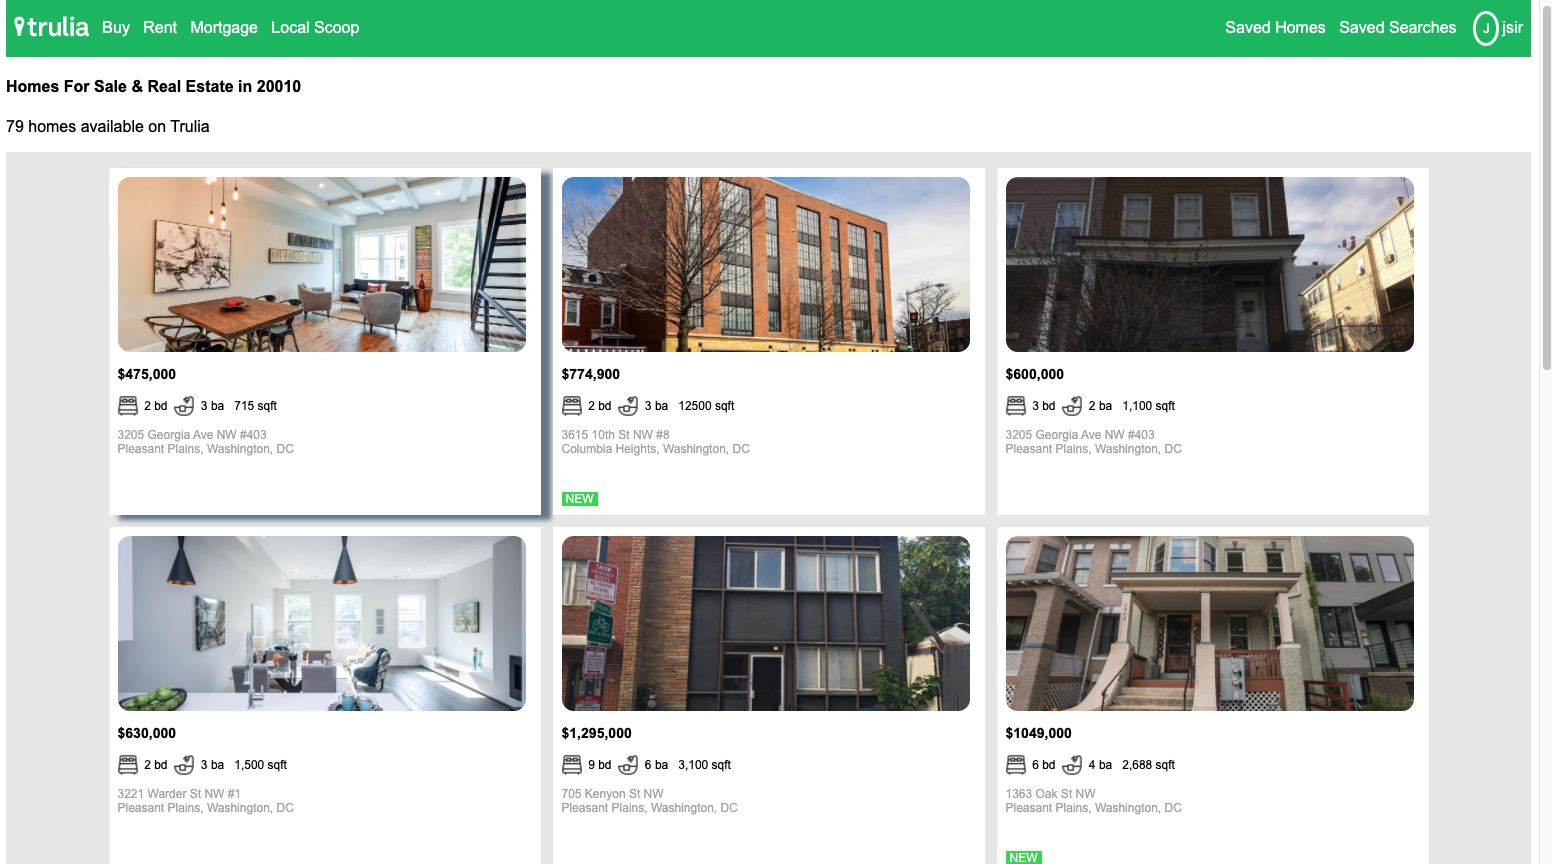 trulia Buy Rent Mortgage Local Scoop Saved Homes Saved Searches J jsir
Homes For Sale & Real Estate in 20010
79 homes available on Trulia
$475,000
2 bd 3 ba 715 sqft
3205 Georgia Ave NW #403
Pleasant Plains, Washington, DC
$774,900
2 bd 3 ba 12500 sqft
3615 10th St NW #8
Columbia Heights, Washington, DC
NEW
$600,000
3 bd 2 ba 1,100 sqft
3205 Georgia Ave NW #403
Pleasant Plains, Washington, DC
$630,000
2 bd 3 ba 1,500 sqft
3221 Warder St NW #1
Pleasant Plains, Washington, DC
$1,295,000
9 bd 6 ba 3,100 sqft
705 Kenyon St NW
Pleasant Plains, Washington, DC
$1049,000
6 bd 4 ba 2,688 sqft
1363 Oak St NW
Pleasant Plains, Washington, DC
NEW